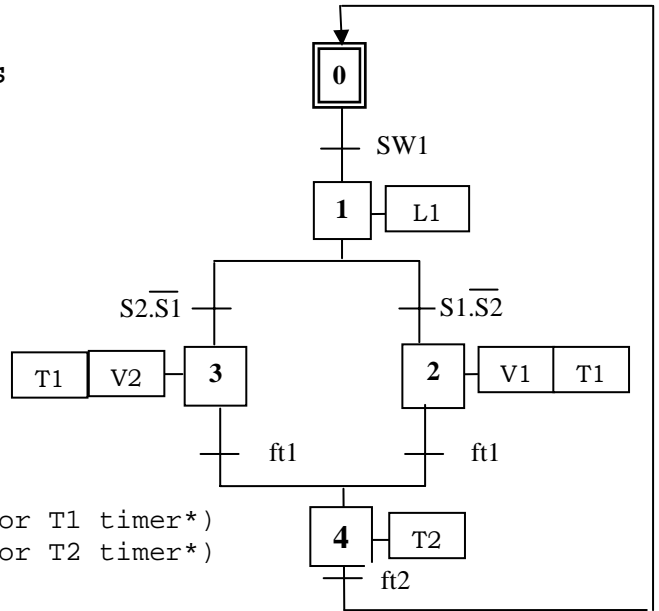 s
0
SW1
1 L1
S2.S̅1̅ S1.S̅2̅
T1 V2 3 2 V1 T1
ft1 ft1
or T1 timer*)
4 T2
or T2 timer*)
ft2